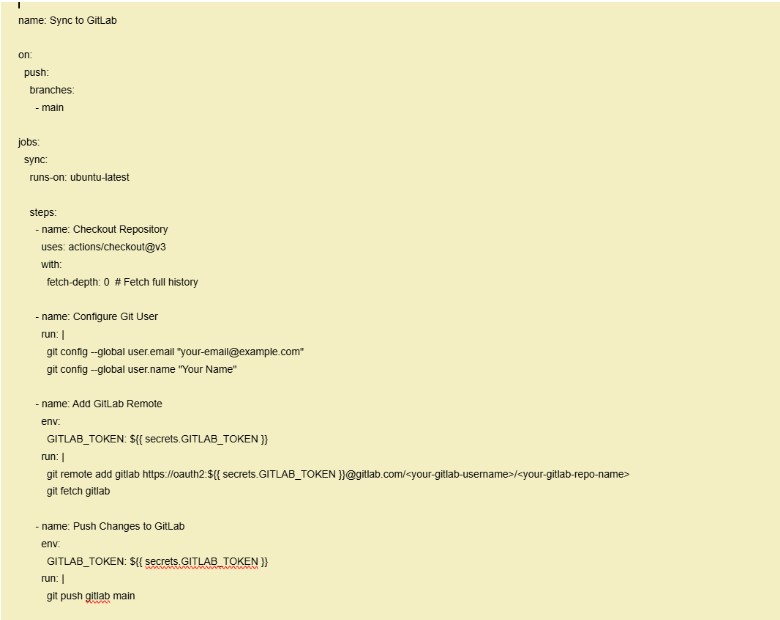 name: Sync to GitLab
on:
push:
branches:
- main
jobs:
sync:
runs-on: ubuntu-latest
steps:
- name: Checkout Repository
uses: actions/checkout@v3
with:
fetch-depth: 0  # Fetch full history
- name: Configure Git User
run: |
git config --global user.email "your-email@example.com"
git config --global user.name "Your Name"
- name: Add GitLab Remote
env:
GITLAB_TOKEN: ${{ secrets.GITLAB_TOKEN }}
run: |
git remote add gitlab https://oauth2:${{ secrets.GITLAB_TOKEN }}@gitlab.com/<your-gitlab-username>/<your-gitlab-repo-name>
git fetch gitlab
- name: Push Changes to GitLab
env:
GITLAB_TOKEN: ${{ secrets.GITLAB_TOKEN }}
run: |
git push gitlab main